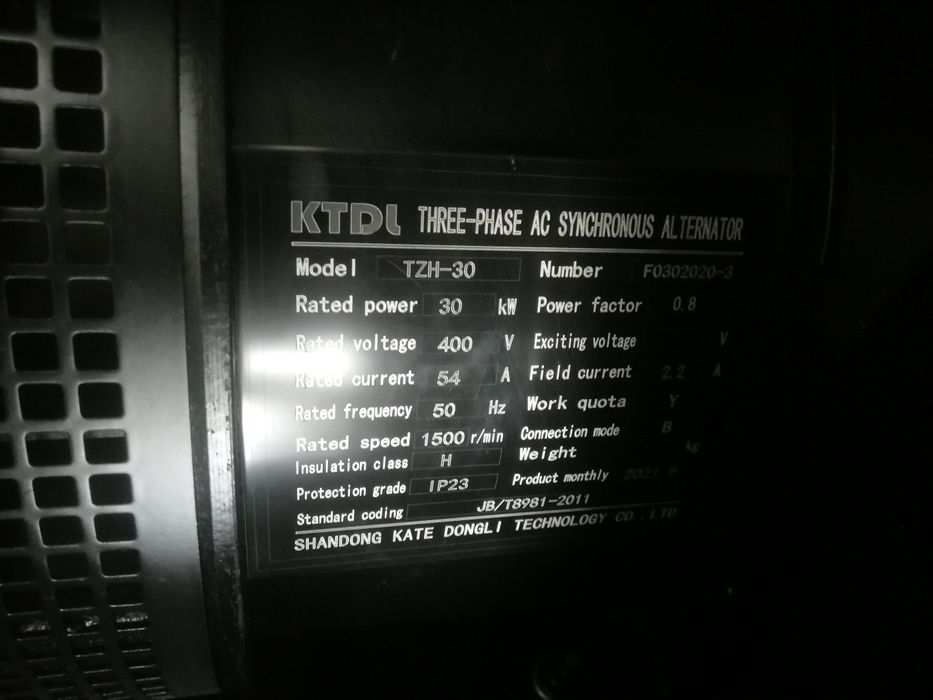 KTDL THREE-PHASE AC SYNCHRONOUS ALTERNATOR
Model TZH-30 Number F0302020-3
Rated power 30 kW Power factor 0.8
Rated voltage 400 V Exciting voltage V
Rated current 54 A Field current 2.2 A
Rated frequency 50 Hz Work quota Y
Rated speed 1500 r/min Connection mode B
Insulation class H Weight kg
Protection grade IP23 Product monthly
Standard coding JB/T8981-2011
SHANDONG KATE DONGLI TECHNOLOGY CO.,LTD